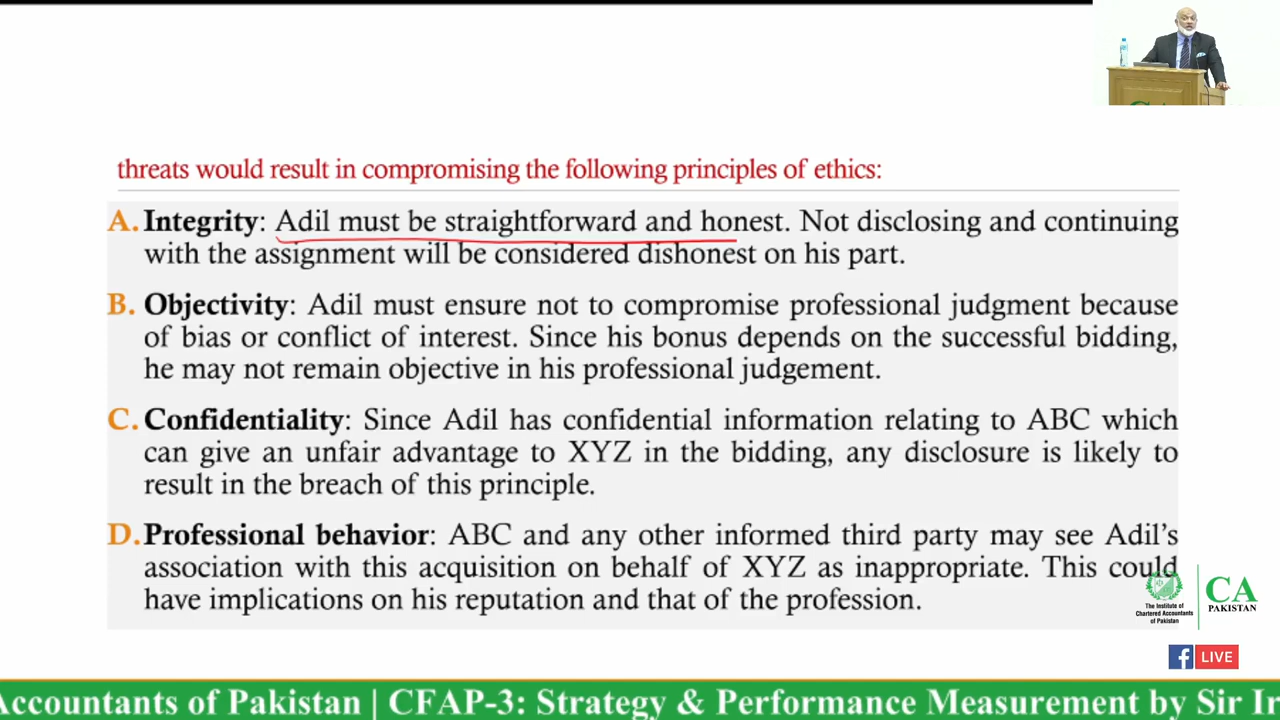 threats would result in compromising the following principles of ethics:
A. Integrity: Adil must be straightforward and honest. Not disclosing and continuing
with the assignment will be considered dishonest on his part.
B. Objectivity: Adil must ensure not to compromise professional judgment because
of bias or conflict of interest. Since his bonus depends on the successful bidding,
he may not remain objective in his professional judgement.
C. Confidentiality: Since Adil has confidential information relating to ABC which
can give an unfair advantage to XYZ in the bidding, any disclosure is likely to
result in the breach of this principle.
D. Professional behavior: ABC and any other informed third party may see Adil's
association with this acquisition on behalf of XYZ as inappropriate. This could
have implications on his reputation and that of the profession.
The Institute of
Chartered Accountants
of Pakistan
CA
PAKISTAN
f LIVE
Accountants of Pakistan | CFAP-3: Strategy & Performance Measurement by Sir